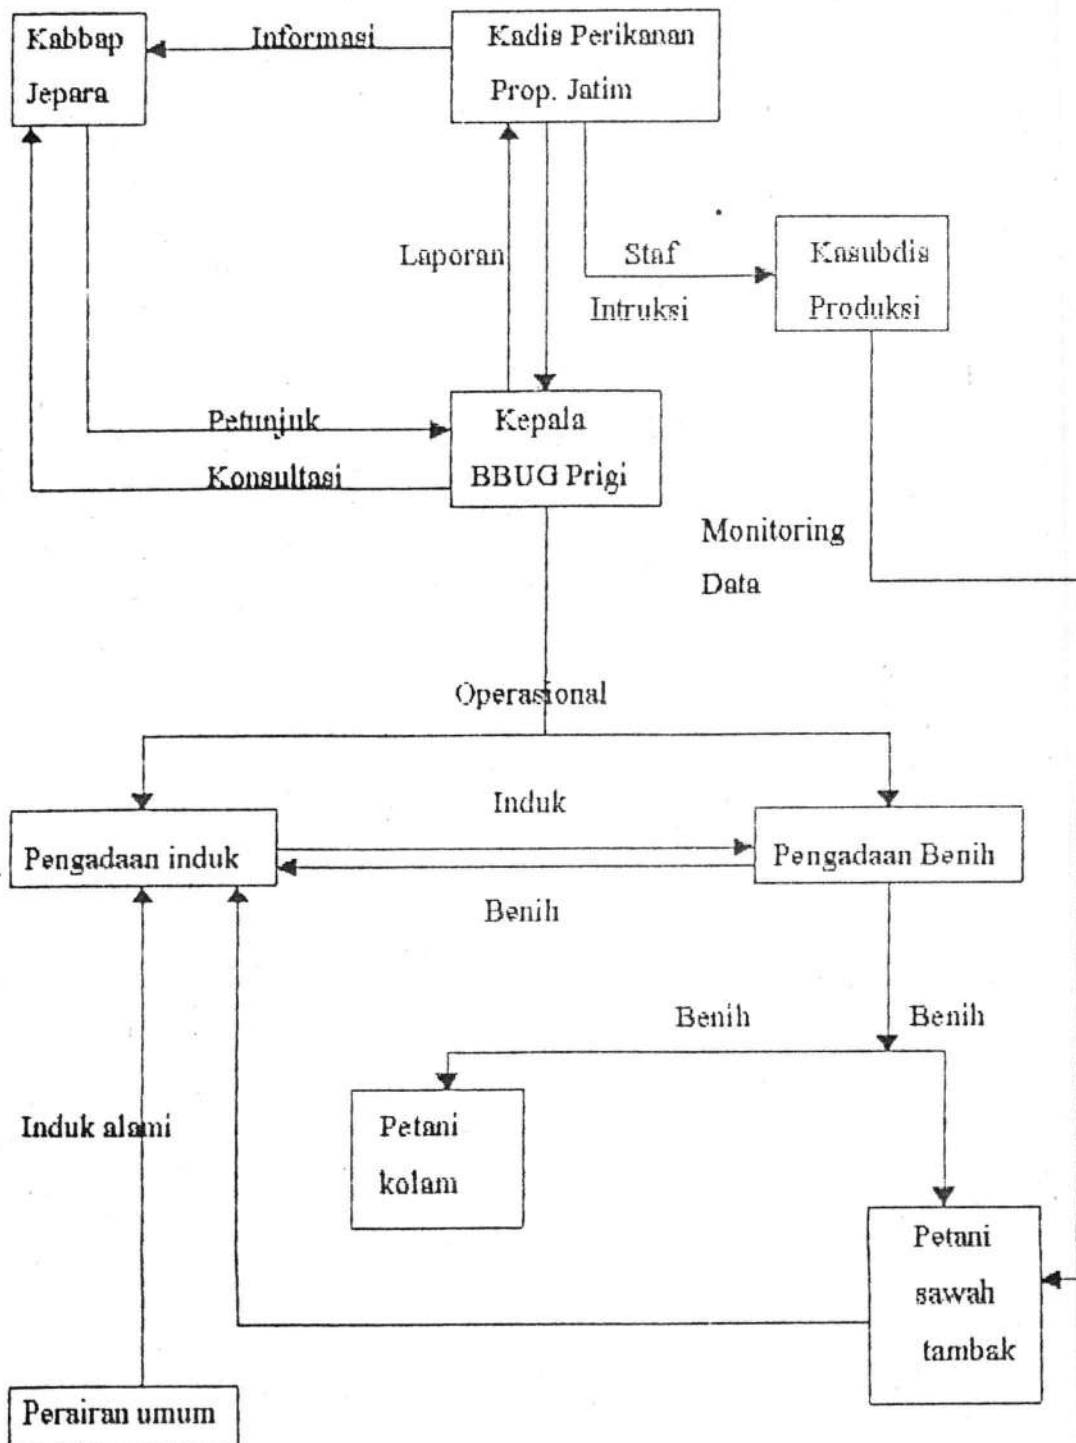 Kabbap
Jepara
Informasi
Kadis Perikanan
Prop. Jatim
Laporan
Staf
Intruksi
Kasubdis
Produksi
Petunjuk
Konsultasi
Kepala
BBUG Prigi
Monitoring
Data
Operasional
Pengadaan induk
Induk
Benih
Pengadaan Benih
Benih
Benih
Induk alami
Petani
kolam
Petani
sawah
tambak
Perairan umum